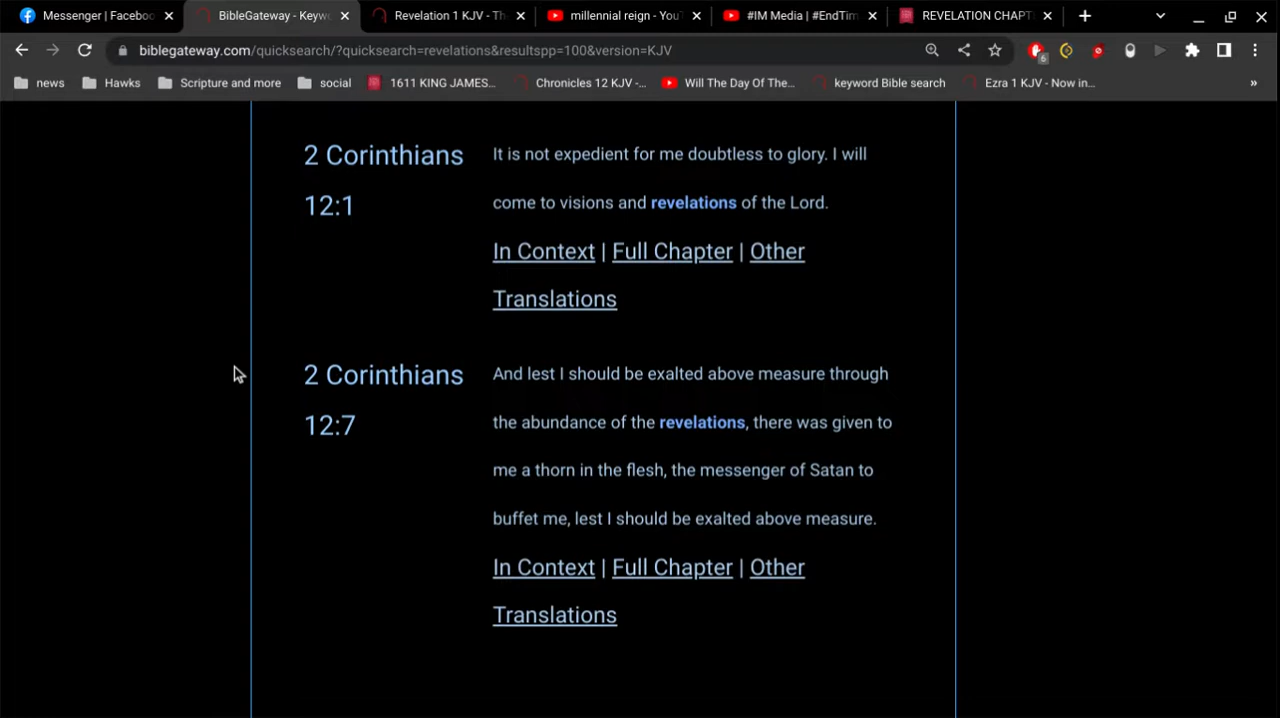 Messenger | Faceboo
BibleGateway - Keyw
Revelation 1 KJV - Th
millennial reign - You
#IM Media | #EndTim
REVELATION CHAPT
biblegateway.com/quicksearch/?quicksearch=revelations&resultspp=100&version=KJV
6
news
Hawks
Scripture and more
social
1611 KING JAMES...
Chronicles 12 KJV -...
Will The Day Of The...
keyword Bible search
Ezra 1 KJV - Now in...
»
2 Corinthians
12:1
It is not expedient for me doubtless to glory. I will
come to visions and revelations of the Lord.
In Context | Full Chapter | Other
Translations
2 Corinthians
12:7
And lest I should be exalted above measure through
the abundance of the revelations, there was given to
me a thorn in the flesh, the messenger of Satan to
buffet me, lest I should be exalted above measure.
In Context | Full Chapter | Other
Translations